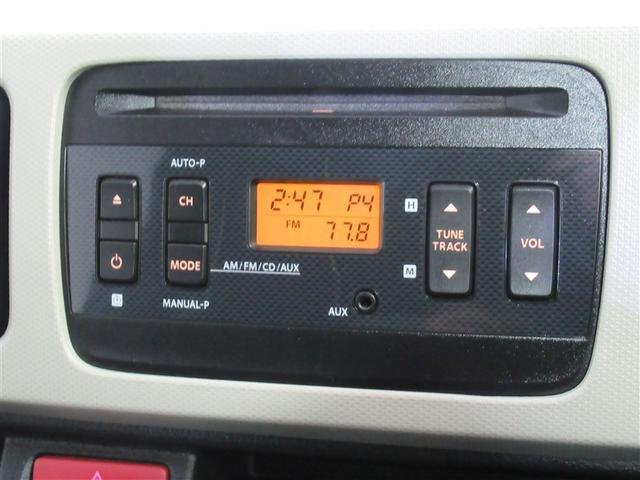 AUTO-P
CH
MODE
AM/FM/CD/AUX
MANUAL-P
2:47 P4
FM 77.8
AUX
H
M
TUNE
TRACK
VOL